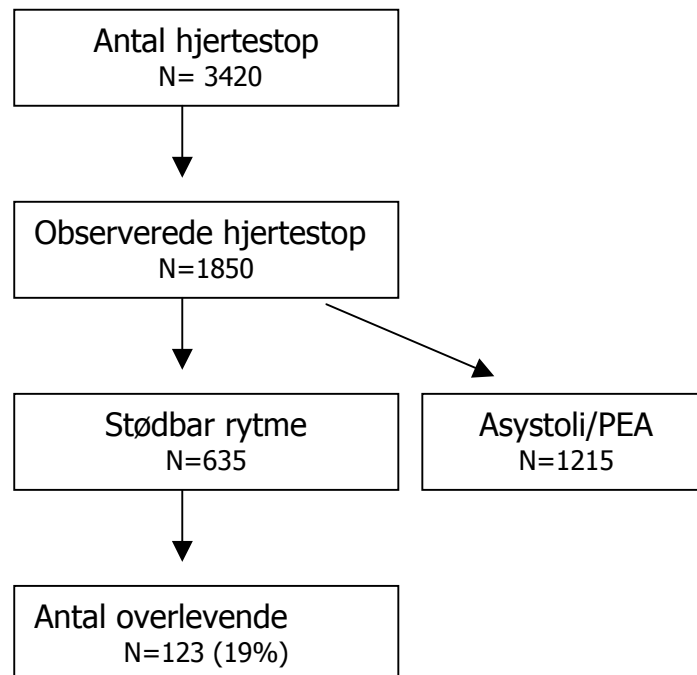 Antal hjertestop
N= 3420
Observerede hjertestop
N=1850
Stødbar rytme
N=635
Asystoli/PEA
N=1215
Antal overlevende
N=123 (19%)